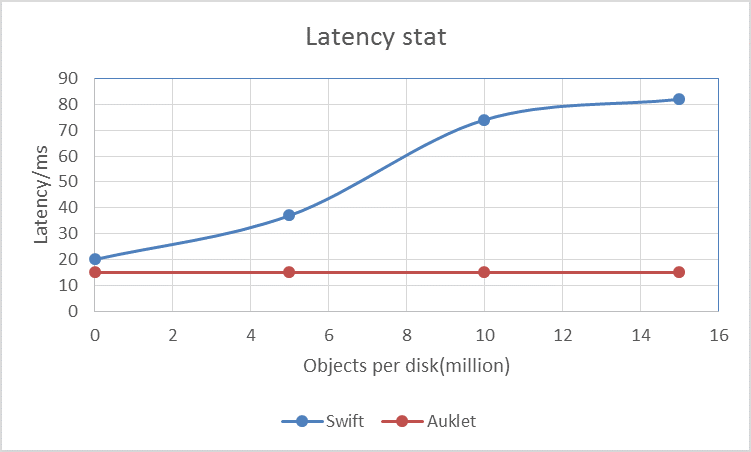 Latency stat
90
80
70
60
50
40
30
20
10
0
Latency/ms
0 2 4 6 8 10 12 14 16
Objects per disk(million)
Swift Auklet